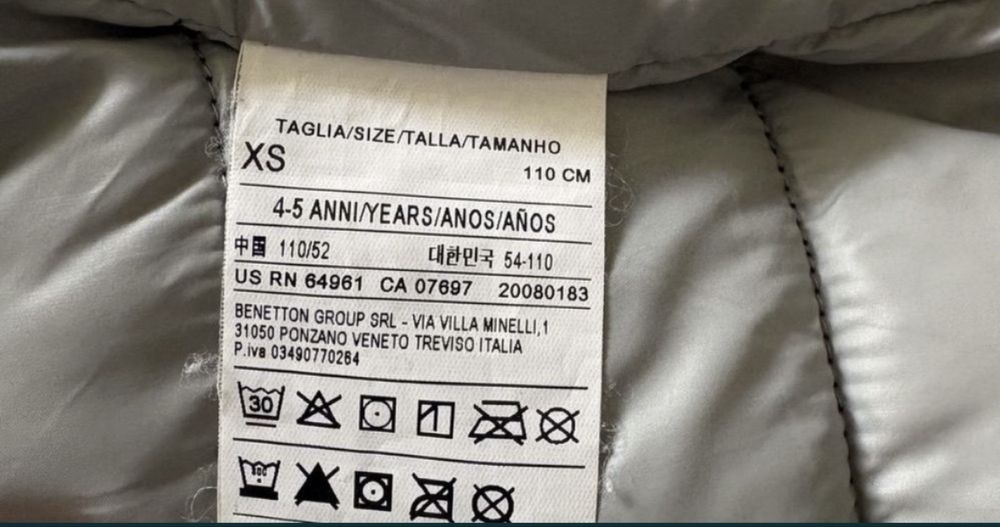 TAGLIA/SIZE/TALLA/TAMANHO
XS 110 CM
4-5 ANNI/YEARS/ANOS/AÑOS
中国 110/52 대한민국 54-110
US RN 64961 CA 07697 20080183
BENETTON GROUP SRL - VIA VILLA MINELLI,1
31050 PONZANO VENETO TREVISO ITALIA
P.iva 03490770264
30